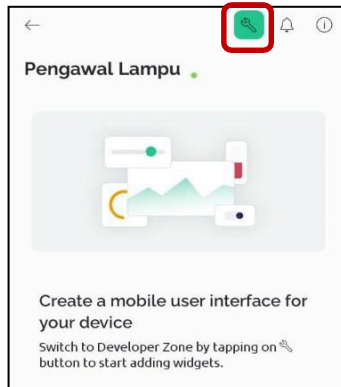 Pengawal Lampu
Create a mobile user interface for
your device
Switch to Developer Zone by tapping on
button to start adding widgets.